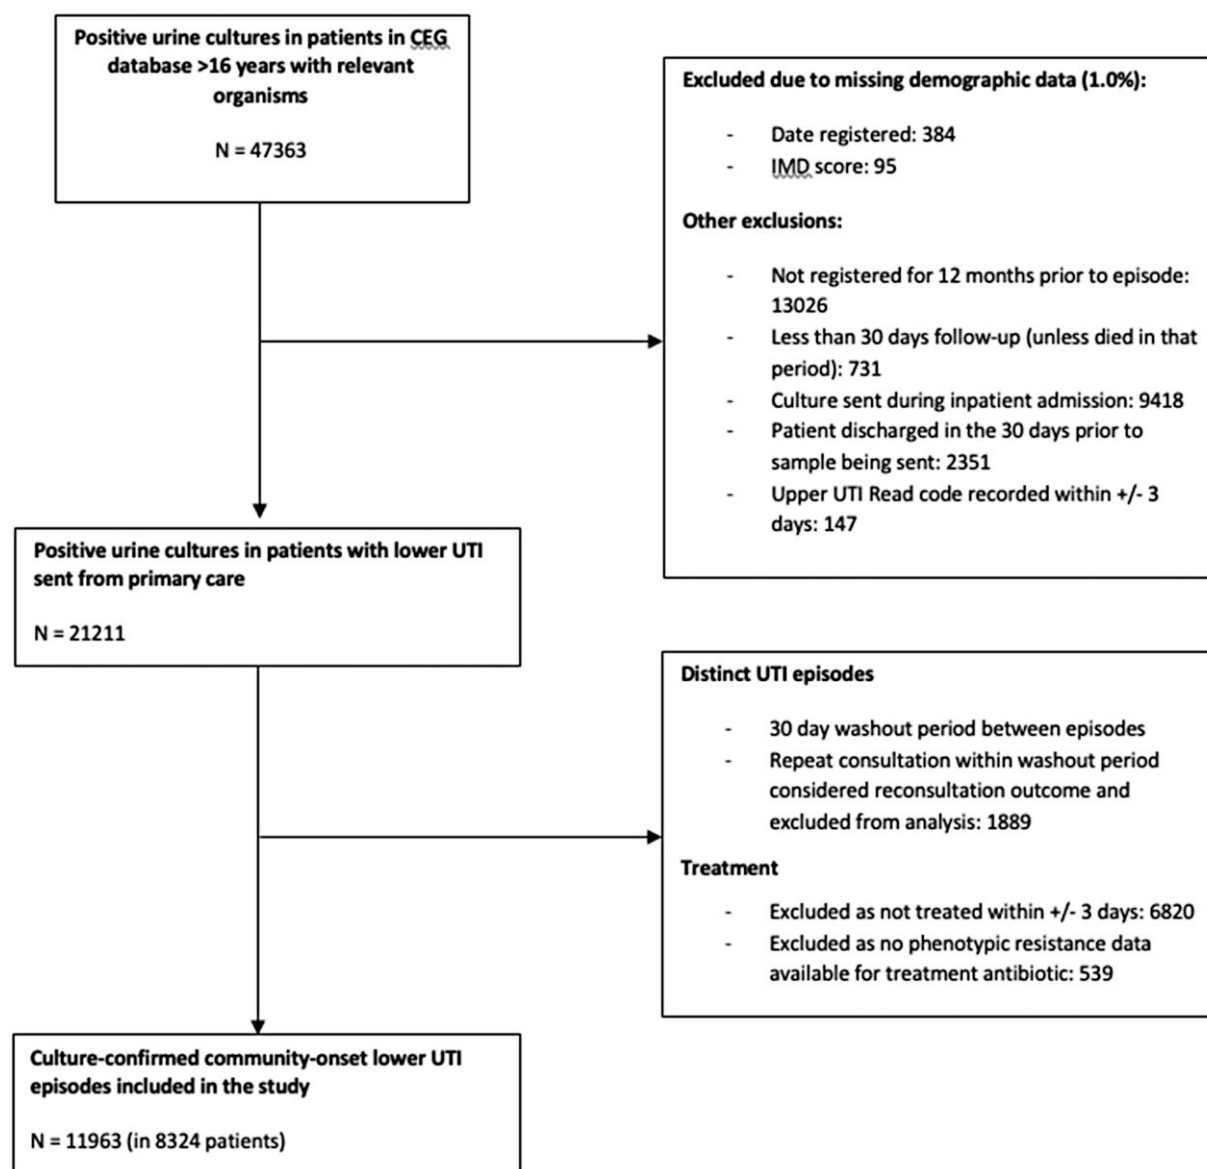 Positive urine cultures in patients in CEG
database >16 years with relevant
organisms
N = 47363
Excluded due to missing demographic data (1.0%):
- Date registered: 384
- IMD score: 95
Other exclusions:
- Not registered for 12 months prior to episode:
13026
- Less than 30 days follow-up (unless died in that
period): 731
- Culture sent during inpatient admission: 9418
- Patient discharged in the 30 days prior to
sample being sent: 2351
- Upper UTI Read code recorded within +/- 3
days: 147
Positive urine cultures in patients with lower UTI
sent from primary care
N = 21211
Distinct UTI episodes
- 30 day washout period between episodes
- Repeat consultation within washout period
considered reconsultation outcome and
excluded from analysis: 1889
Treatment
- Excluded as not treated within +/- 3 days: 6820
- Excluded as no phenotypic resistance data
available for treatment antibiotic: 539
Culture-confirmed community-onset lower UTI
episodes included in the study
N = 11963 (in 8324 patients)